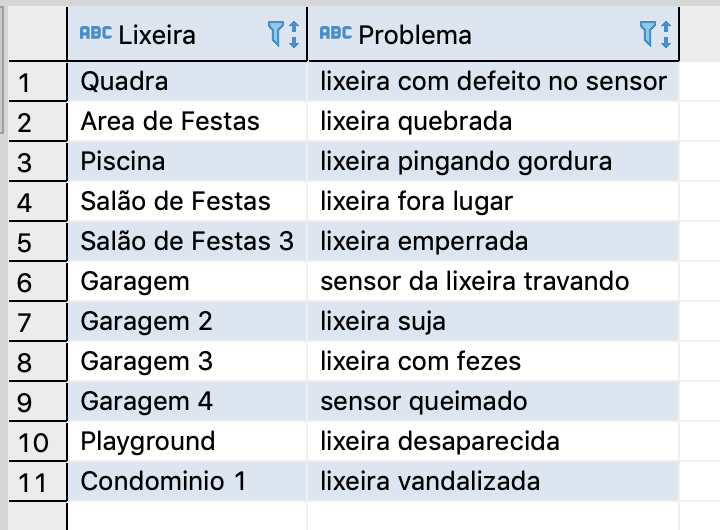 ABC Lixeira ABC Problema
1 Quadra lixeira com defeito no sensor
2 Area de Festas lixeira quebrada
3 Piscina lixeira pingando gordura
4 Salão de Festas lixeira fora lugar
5 Salão de Festas 3 lixeira emperrada
6 Garagem sensor da lixeira travando
7 Garagem 2 lixeira suja
8 Garagem 3 lixeira com fezes
9 Garagem 4 sensor queimado
10 Playground lixeira desaparecida
11 Condominio 1 lixeira vandalizada